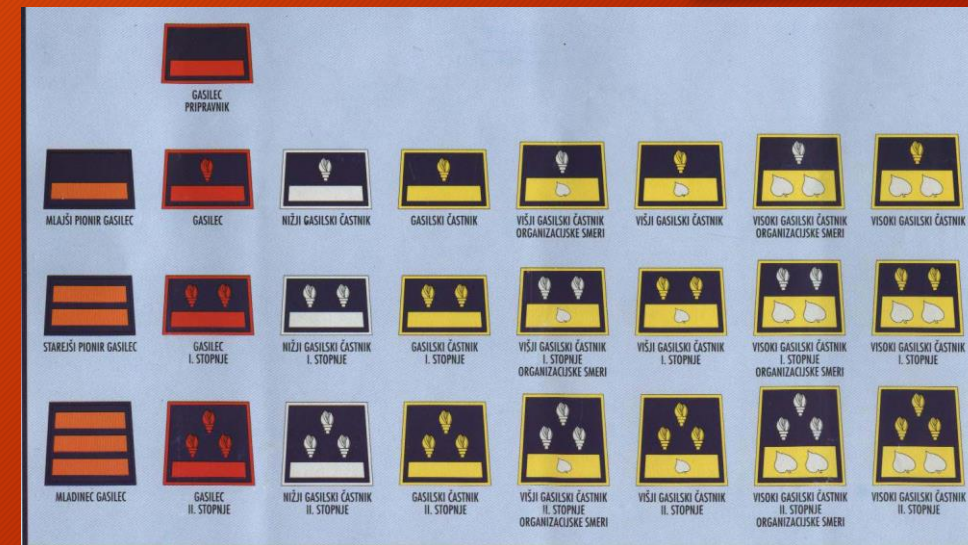 GASILEC
PRIPRAVNIK
MLAJŠI PIONIR GASILEC
GASILEC
NIŽJI GASILSKI ČASTNIK
GASILSKI ČASTNIK
VIŠJI GASILSKI ČASTNIK
ORGANIZACIJSKE SMERI
VIŠJI GASILSKI ČASTNIK
VISOKI GASILSKI ČASTNIK
ORGANIZACIJSKE SMERI
VISOKI GASILSKI ČASTNIK
STAREJŠI PIONIR GASILEC
GASILEC
I. STOPNJE
NIŽJI GASILSKI ČASTNIK
I. STOPNJE
GASILSKI ČASTNIK
I. STOPNJE
VIŠJI GASILSKI ČASTNIK
I. STOPNJE
ORGANIZACIJSKE SMERI
VIŠJI GASILSKI ČASTNIK
I. STOPNJE
VISOKI GASILSKI ČASTNIK
I. STOPNJE
ORGANIZACIJSKE SMERI
VISOKI GASILSKI ČASTNIK
I. STOPNJE
MLADINEC GASILEC
GASILEC
II. STOPNJE
NIŽJI GASILSKI ČASTNIK
II. STOPNJE
GASILSKI ČASTNIK
II. STOPNJE
VIŠJI GASILSKI ČASTNIK
II. STOPNJE
ORGANIZACIJSKE SMERI
VIŠJI GASILSKI ČASTNIK
II. STOPNJE
VISOKI GASILSKI ČASTNIK
II. STOPNJE
ORGANIZACIJSKE SMERI
VISOKI GASILSKI ČASTNIK
II. STOPNJE